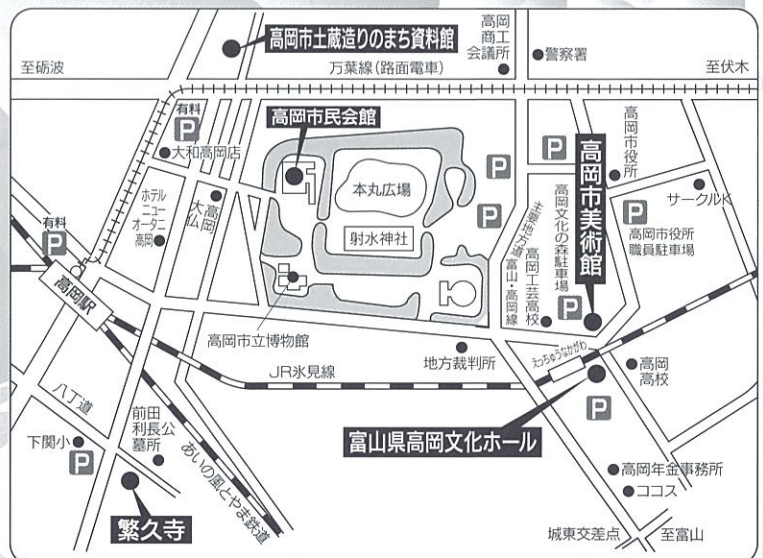 高岡市土蔵造りのまち資料館
高岡
商工
会議所
警察署
至砺波
万葉線(路面電車)
至伏木
有料
P
高岡市民会館
大和高岡店
P
P
高岡市役所
高岡市美術館
本丸広場
ホテル
ニュー
オータニ
高岡
高岡
大仏
P
主要地方道 富山・高岡線
高岡文化の森駐車場
サークルK
P
有料
P
射水神社
高岡工芸高校
高岡市役所
職員駐車場
高岡駅
P
高岡市立博物館
地方裁判所
えっちゅうなかがわ
JR氷見線
高岡
高校
八丁道
前田
利長公
墓所
P
下関小
P
あいの風とやま鉄道
富山県高岡文化ホール
高岡年金事務所
ココス
繁久寺
城東交差点
至富山